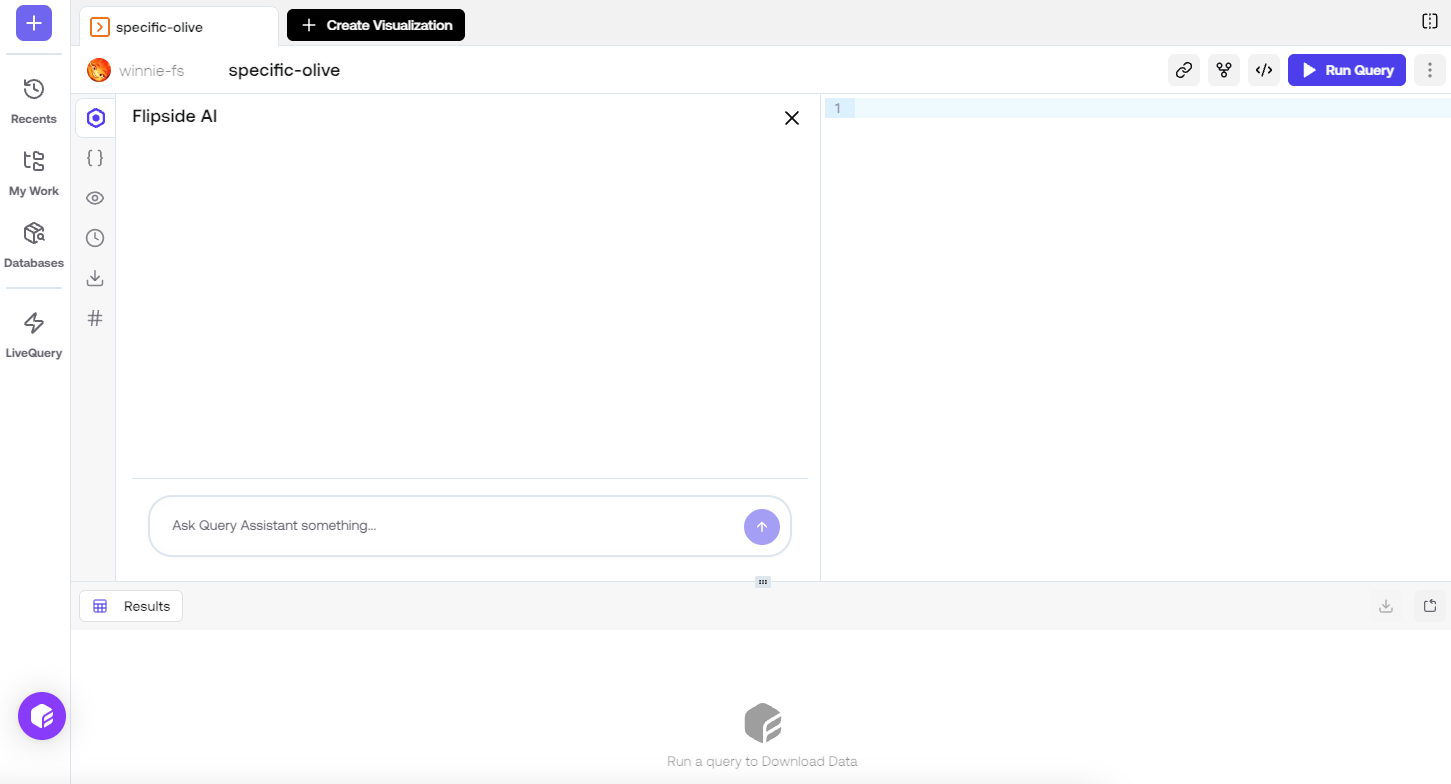 specific-olive
Create Visualization
winnie-fs
specific-olive
Run Query
Recents
My Work
Databases
LiveQuery
Flipside AI
1
Ask Query Assistant something...
Results
Run a query to Download Data